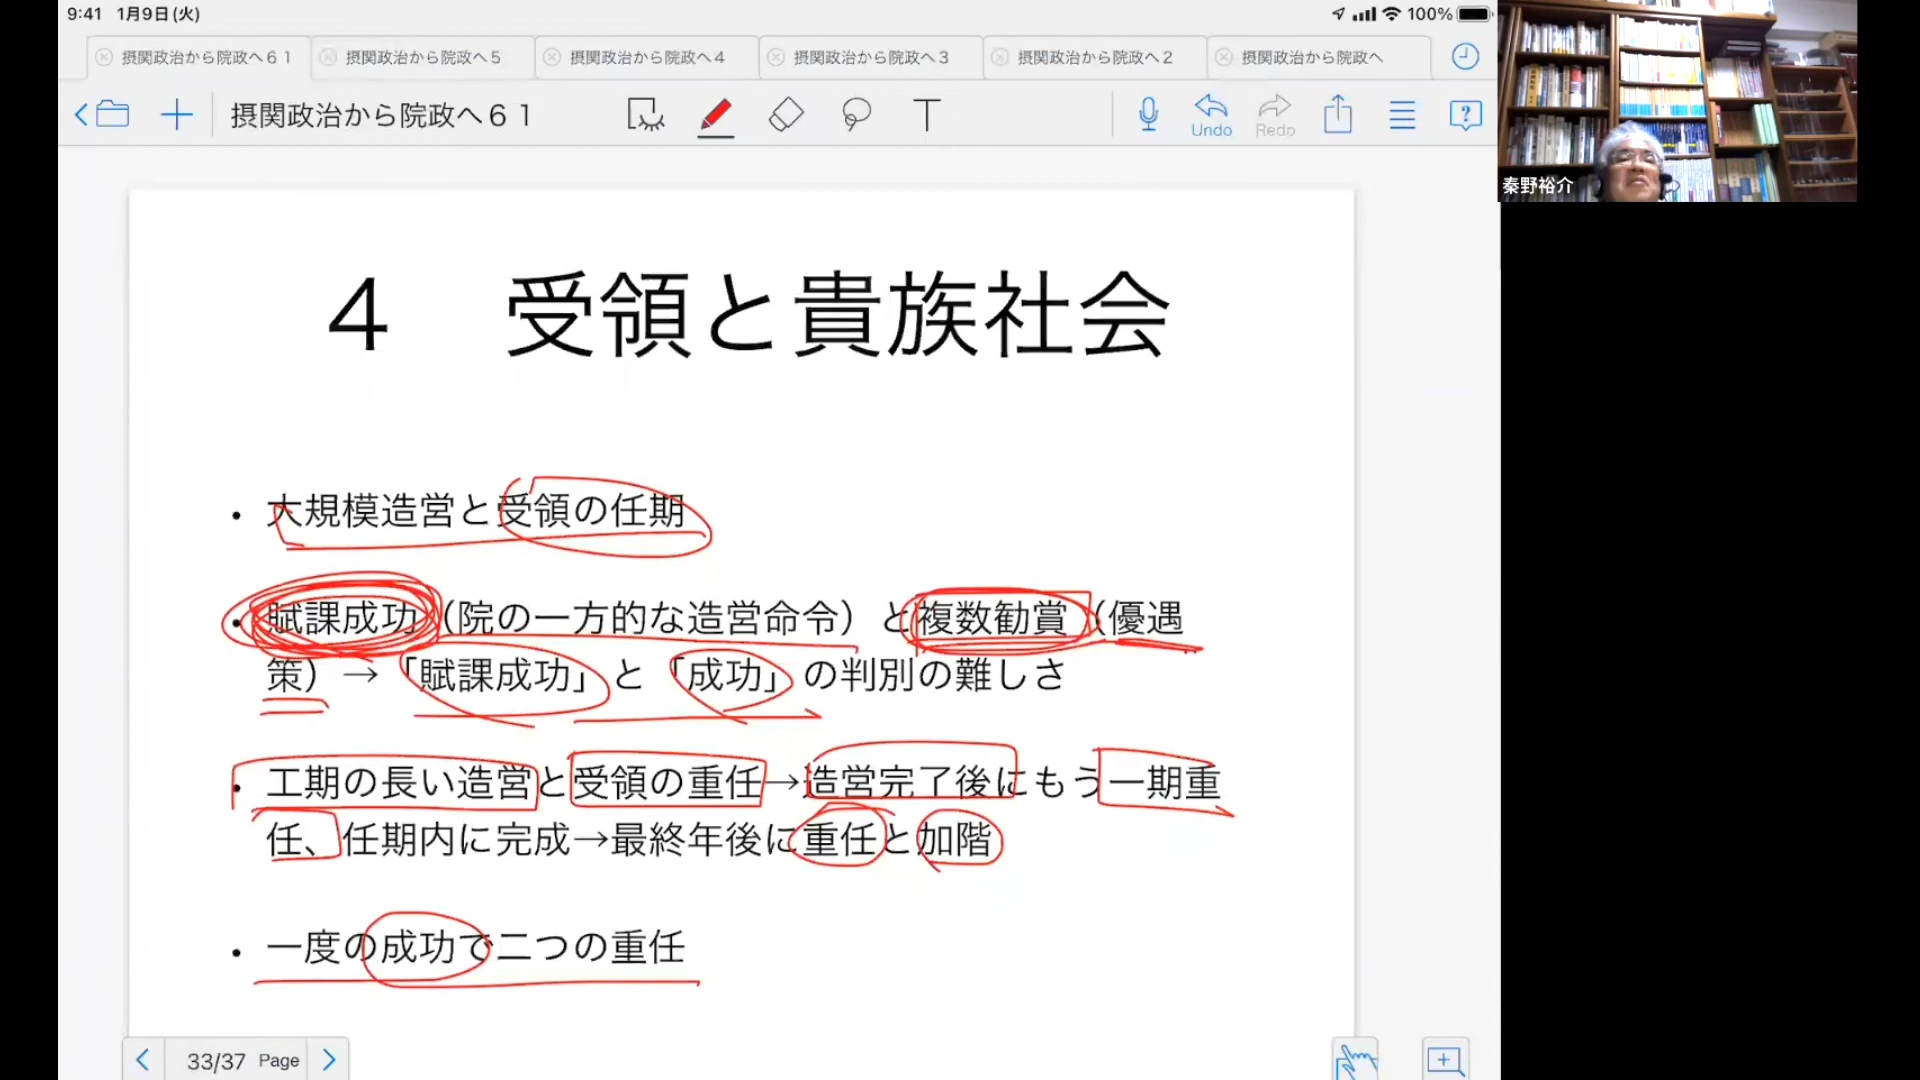 9:41 1月9日(火)
100%
摂関政治から院政へ61
摂関政治から院政へ5
摂関政治から院政へ4
摂関政治から院政へ3
摂関政治から院政へ2
摂関政治から院政へ
摂関政治から院政へ61
T
Undo
Redo
?
秦野裕介
4 受領と貴族社会
• 大規模造営と受領の任期
• 賦課成功（院の一方的な造営命令）と複数勧賞（優遇
策）→「賦課成功」と「成功」の判別の難しさ
• 工期の長い造営と受領の重任→造営完了後にもう一期重
任、任期内に完成→最終年後に重任と加階
• 一度の成功で二つの重任
33/37 Page